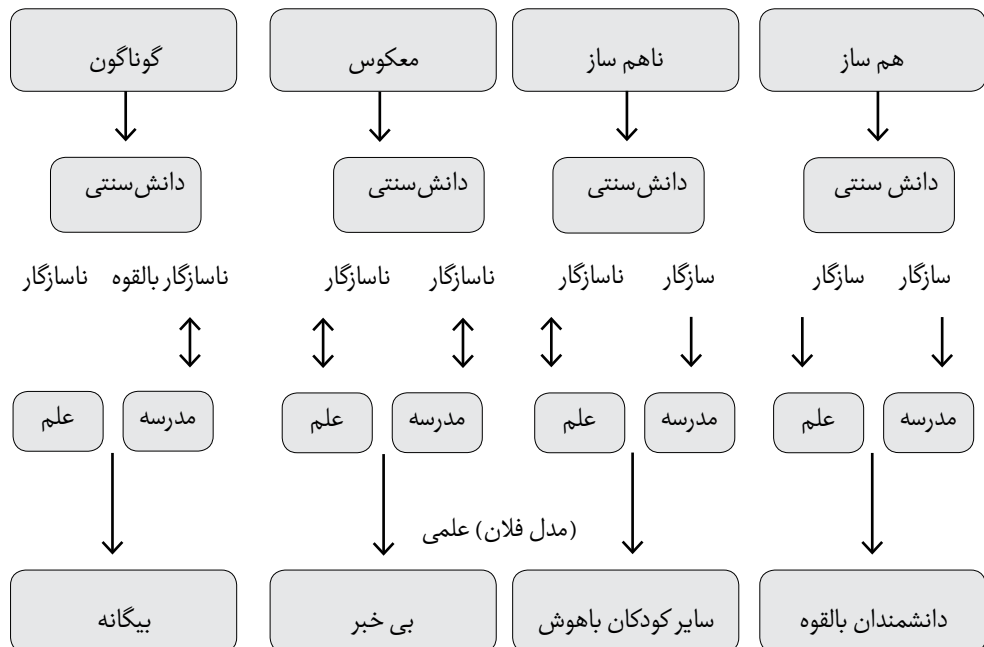 هم ساز
ناهم ساز
معکوس
گوناگون
دانش سنتی
دانش‌سنتی
دانش‌سنتی
دانش‌سنتی
سازگار
سازگار
سازگار
ناسازگار
ناسازگار
ناسازگار
ناسازگار بالقوه
ناسازگار
مدرسه
علم
مدرسه
علم
مدرسه
علم
مدرسه
علم
(مدل فلان) علمی
دانشمندان بالقوه
سایر کودکان باهوش
بی خبر
بیگانه